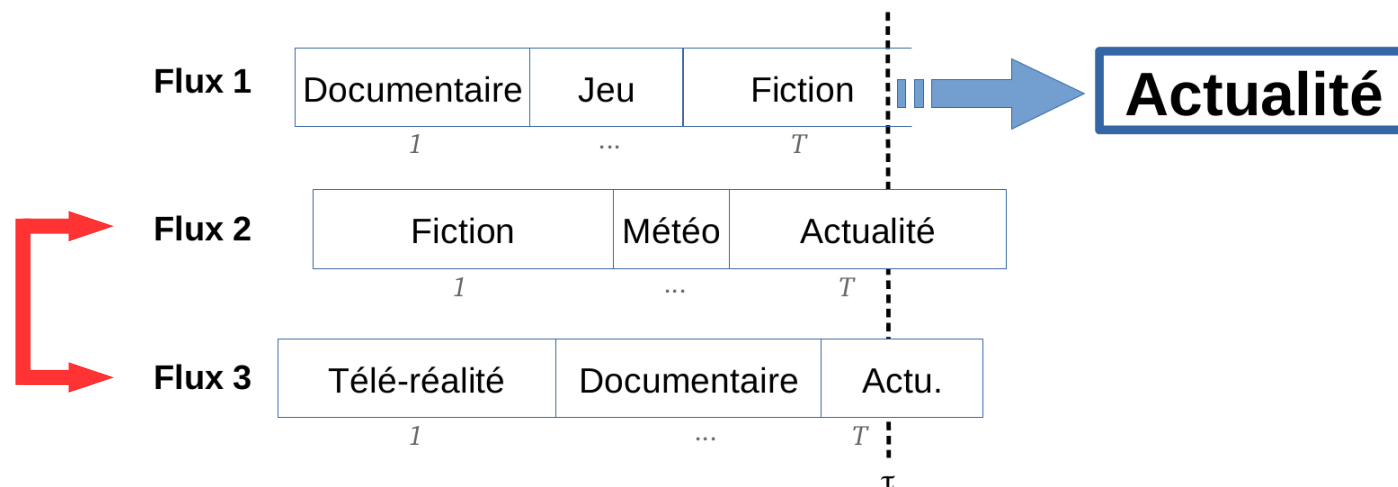 Flux 1 Documentaire Jeu Fiction Actualité
1 ... T
Flux 2 Fiction Météo Actualité
1 ... T
Flux 3 Télé-réalité Documentaire Actu.
1 ... T
τ